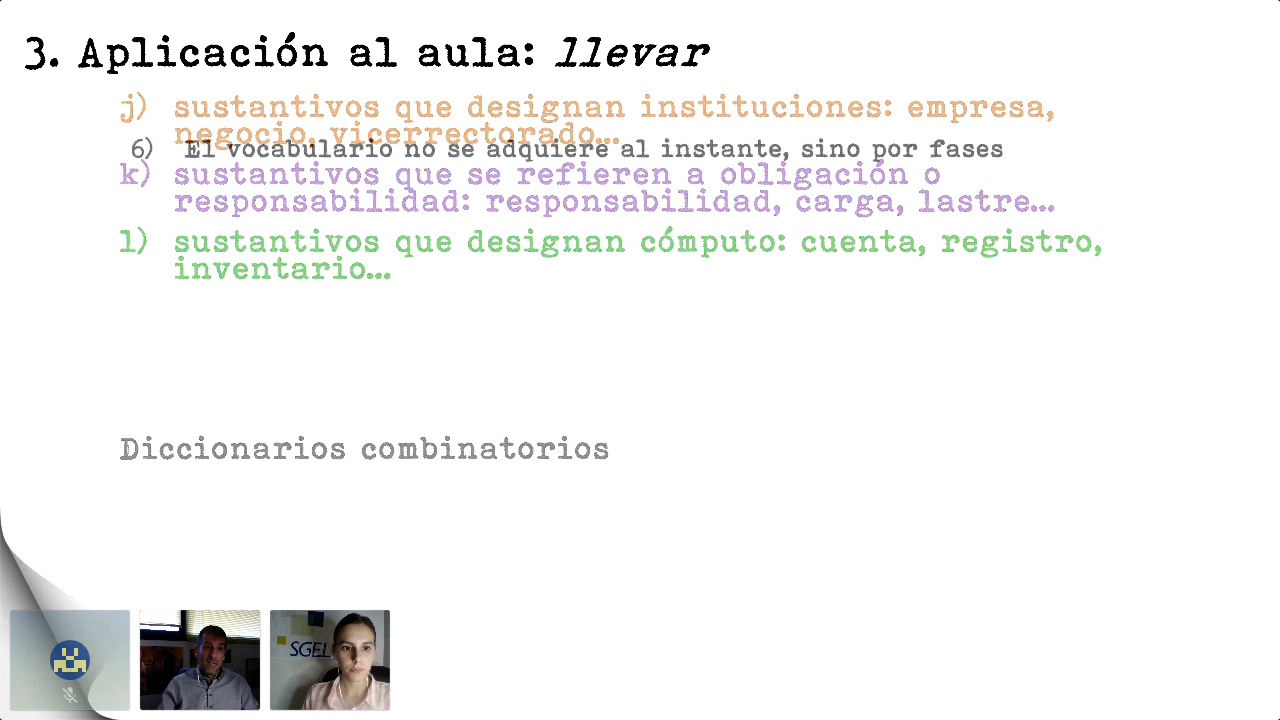 3. Aplicación al aula: llevar
j) sustantivos que designan instituciones: empresa,
negocio, vicerrectorado...
6) El vocabulario no se adquiere al instante, sino por fases
k) sustantivos que se refieren a obligación o
responsabilidad: responsabilidad, carga, lastre...
l) sustantivos que designan cómputo: cuenta, registro,
inventario...
Diccionarios combinatorios
SGEL